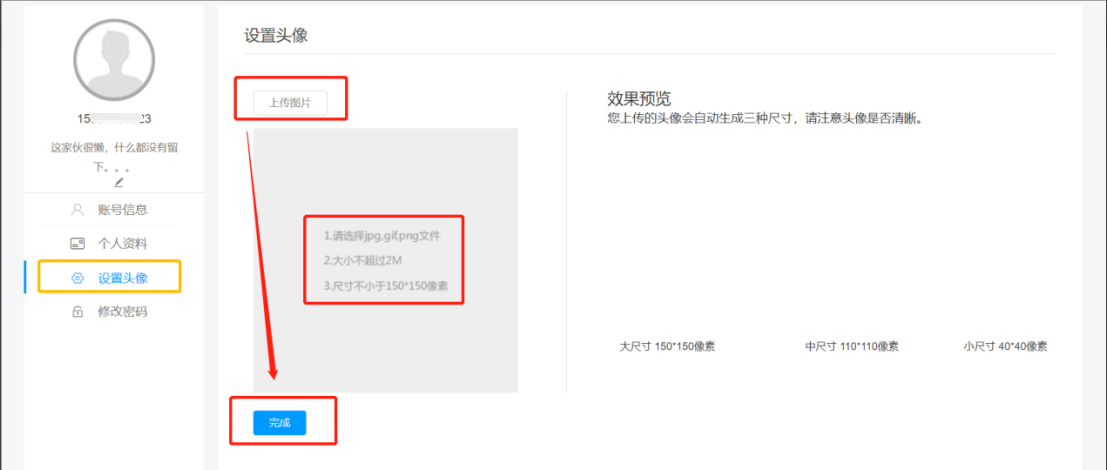 15 23
这家伙很懒，什么都没有留
下。。。
账号信息
个人资料
设置头像
修改密码
设置头像
上传图片
1.请选择jpg,gif,png文件
2.大小不超过2M
3.尺寸不小于150*150像素
完成
效果预览
您上传的头像会自动生成三种尺寸，请注意头像是否清晰。
大尺寸 150*150像素
中尺寸 110*110像素
小尺寸 40*40像素